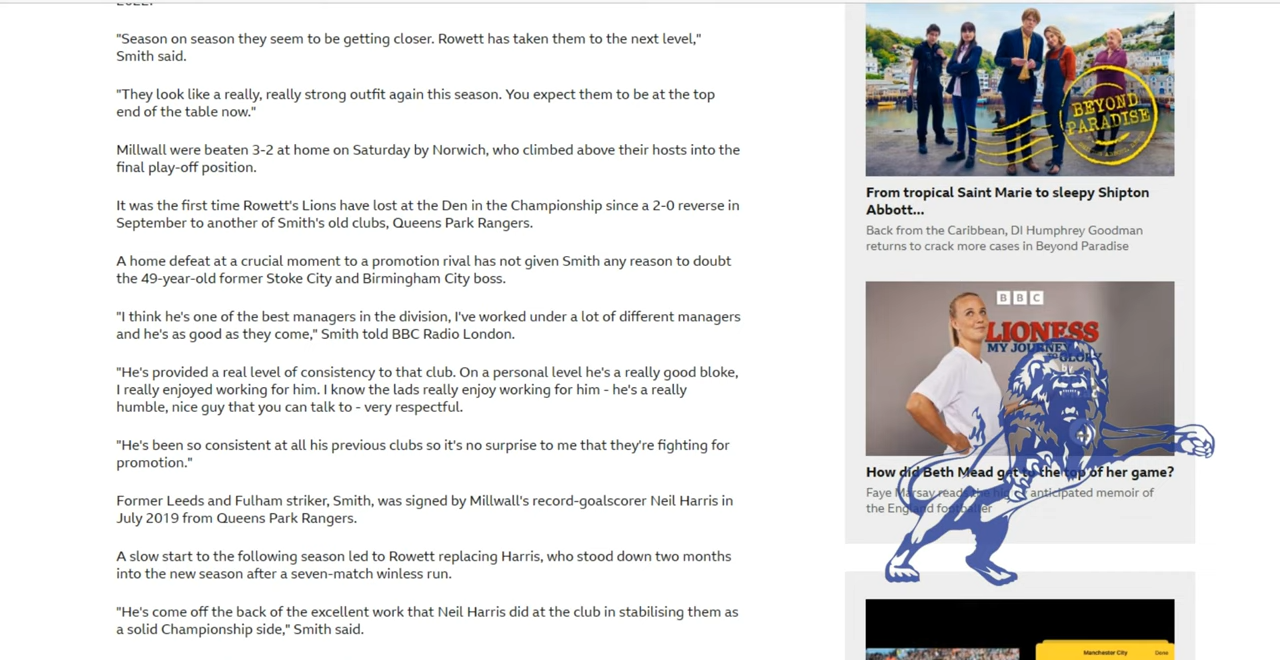 "Season on season they seem to be getting closer. Rowett has taken them to the next level,"
Smith said.
"They look like a really, really strong outfit again this season. You expect them to be at the top
end of the table now."
Millwall were beaten 3-2 at home on Saturday by Norwich, who climbed above their hosts into the
final play-off position.
It was the first time Rowett's Lions have lost at the Den in the Championship since a 2-0 reverse in
September to another of Smith's old clubs, Queens Park Rangers.
A home defeat at a crucial moment to a promotion rival has not given Smith any reason to doubt
the 49-year-old former Stoke City and Birmingham City boss.
"I think he's one of the best managers in the division, I've worked under a lot of different managers
and he's as good as they come," Smith told BBC Radio London.
"He's provided a real level of consistency to that club. On a personal level he's a really good bloke,
I really enjoyed working for him. I know the lads really enjoy working for him - he's a really
humble, nice guy that you can talk to - very respectful.
"He's been so consistent at all his previous clubs so it's no surprise to me that they're fighting for
promotion."
Former Leeds and Fulham striker, Smith, was signed by Millwall's record-goalscorer Neil Harris in
July 2019 from Queens Park Rangers.
A slow start to the following season led to Rowett replacing Harris, who stood down two months
into the new season after a seven-match winless run.
"He's come off the back of the excellent work that Neil Harris did at the club in stabilising them as
a solid Championship side," Smith said.
BEYOND
PARADISE
From tropical Saint Marie to sleepy Shipton
Abbott...
Back from the Caribbean, DI Humphrey Goodman
returns to crack more cases in Beyond Paradise
BBC
LIONESS
MY JOURNEY
TO GLORY
How did Beth Mead get to the top of her game?
Faye Marsay reads the anticipated memoir of
the England footballer
Manchester City
Done